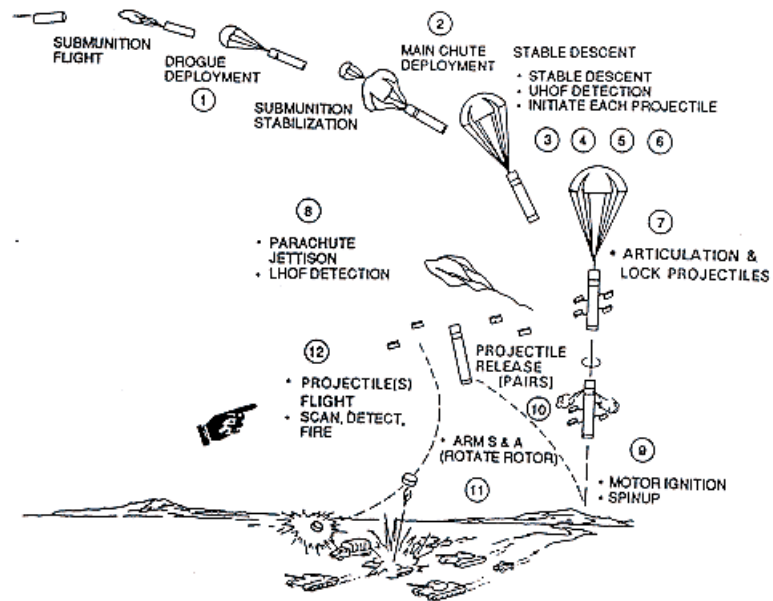 SUBMUNITION
FLIGHT
DROGUE
DEPLOYMENT
1
SUBMUNITION
STABILIZATION
2
MAIN CHUTE
DEPLOYMENT
STABLE DESCENT
• STABLE DESCENT
• UHOF DETECTION
• INITIATE EACH PROJECTILE
3 4 5 6
7
• ARTICULATION &
LOCK PROJECTILES
8
• PARACHUTE
JETTISON
• LHOF DETECTION
9
• MOTOR IGNITION
• SPINUP
PROJECTILE
RELEASE
(PAIRS)
10
• ARM S & A
(ROTATE ROTOR)
11
12
• PROJECTILE(S)
FLIGHT
• SCAN, DETECT,
FIRE